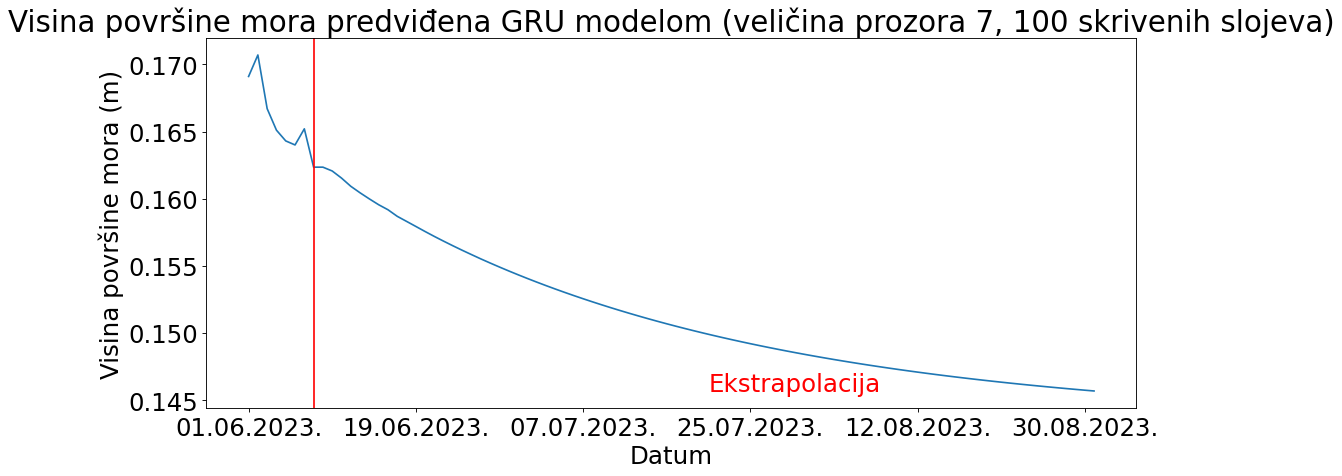 Visina površine mora predviđena GRU modelom (veličina prozora 7, 100 skrivenih slojeva)
Visina površine mora (m)
0.170
0.165
0.160
0.155
0.150
0.145
Ekstrapolacija
01.06.2023. 19.06.2023. 07.07.2023. 25.07.2023. 12.08.2023. 30.08.2023.
Datum